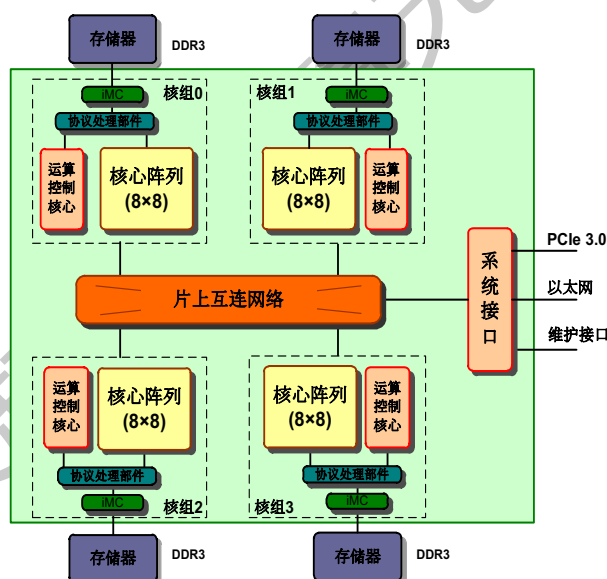 存储器
DDR3
存储器
DDR3
iMC
核组0
核组1
iMC
协议处理部件
协议处理部件
运算
控制
核心
核心阵列
(8×8)
核心阵列
(8×8)
运算
控制
核心
片上互连网络
系
统
接
口
PCIe 3.0
以太网
维护接口
运算
控制
核心
核心阵列
(8×8)
核心阵列
(8×8)
运算
控制
核心
协议处理部件
协议处理部件
iMC
核组2
核组3
iMC
存储器
DDR3
存储器
DDR3